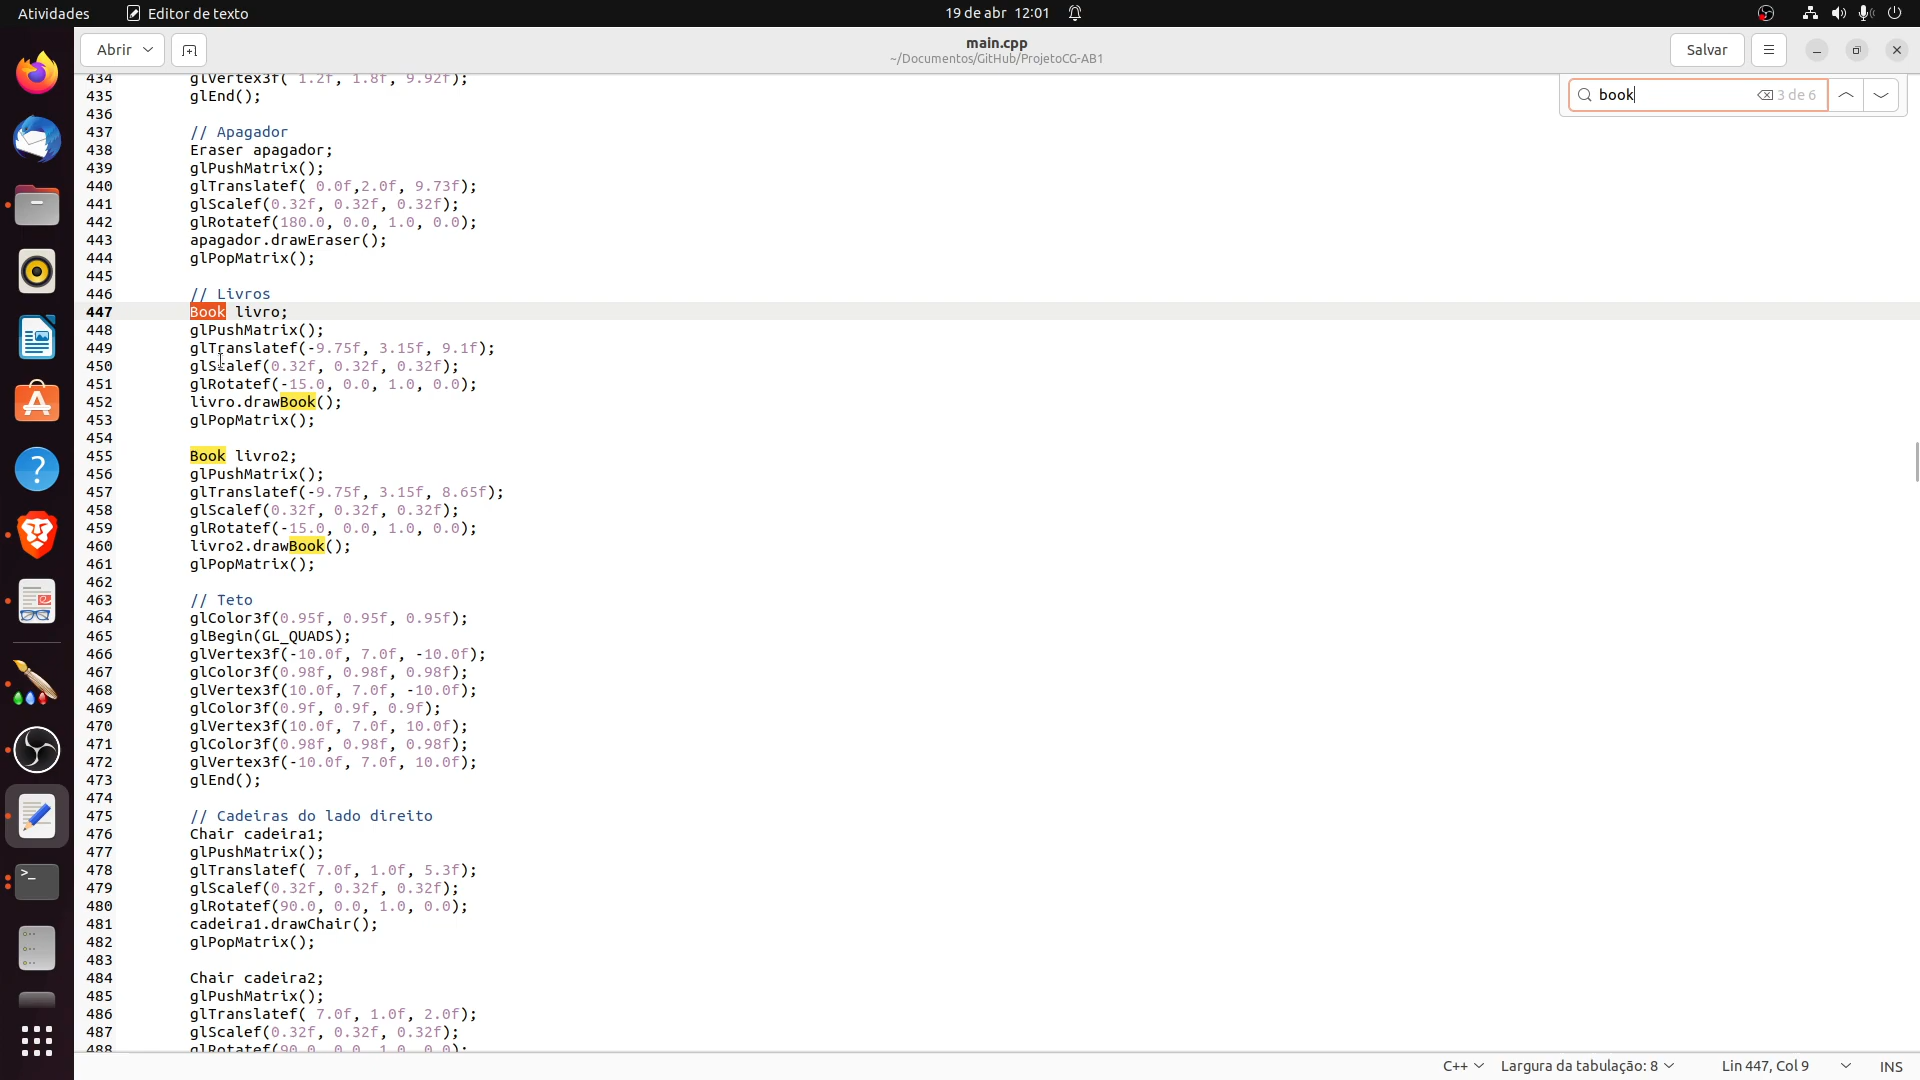 Atividades Editor de texto 19 de abr 12:01
Abrir main.cpp Salvar
~/Documentos/GitHub/ProjetoCG-AB1
book 3 de 6
434 glVertex3f( 1.2f, 1.8f, 9.92f);
435 glEnd();
436
437 // Apagador
438 Eraser apagador;
439 glPushMatrix();
440 glTranslatef( 0.0f,2.0f, 9.73f);
441 glScalef(0.32f, 0.32f, 0.32f);
442 glRotatef(180.0, 0.0, 1.0, 0.0);
443 apagador.drawEraser();
444 glPopMatrix();
445
446 // Livros
447 Book livro;
448 glPushMatrix();
449 glTranslatef(-9.75f, 3.15f, 9.1f);
450 glScalef(0.32f, 0.32f, 0.32f);
451 glRotatef(-15.0, 0.0, 1.0, 0.0);
452 livro.drawBook();
453 glPopMatrix();
454
455 Book livro2;
456 glPushMatrix();
457 glTranslatef(-9.75f, 3.15f, 8.65f);
458 glScalef(0.32f, 0.32f, 0.32f);
459 glRotatef(-15.0, 0.0, 1.0, 0.0);
460 livro2.drawBook();
461 glPopMatrix();
462
463 // Teto
464 glColor3f(0.95f, 0.95f, 0.95f);
465 glBegin(GL_QUADS);
466 glVertex3f(-10.0f, 7.0f, -10.0f);
467 glColor3f(0.98f, 0.98f, 0.98f);
468 glVertex3f(10.0f, 7.0f, -10.0f);
469 glColor3f(0.9f, 0.9f, 0.9f);
470 glVertex3f(10.0f, 7.0f, 10.0f);
471 glColor3f(0.98f, 0.98f, 0.98f);
472 glVertex3f(-10.0f, 7.0f, 10.0f);
473 glEnd();
474
475 // Cadeiras do lado direito
476 Chair cadeira1;
477 glPushMatrix();
478 glTranslatef( 7.0f, 1.0f, 5.3f);
479 glScalef(0.32f, 0.32f, 0.32f);
480 glRotatef(90.0, 0.0, 1.0, 0.0);
481 cadeira1.drawChair();
482 glPopMatrix();
483
484 Chair cadeira2;
485 glPushMatrix();
486 glTranslatef( 7.0f, 1.0f, 2.0f);
487 glScalef(0.32f, 0.32f, 0.32f);
488 glRotatef(90.0, 0.0, 1.0, 0.0);
C++ Largura da tabulação: 8 Lin 447, Col 9 INS